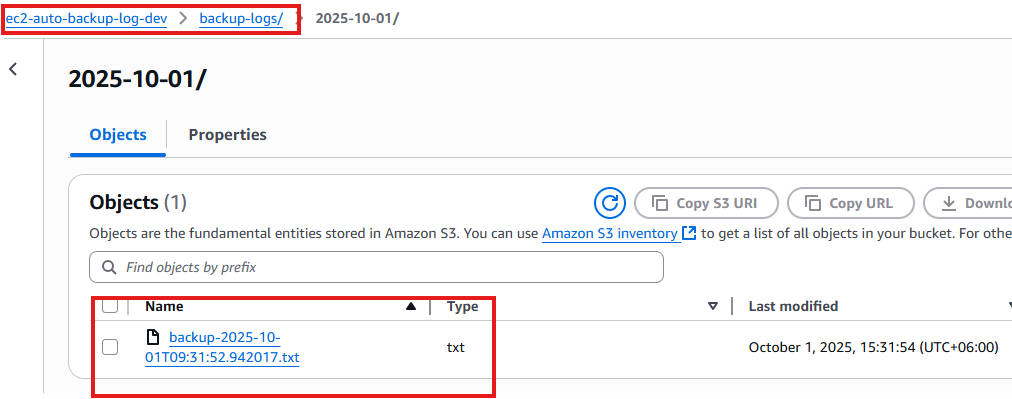 ec2-auto-backup-log-dev > backup-logs/ > 2025-10-01/
2025-10-01/
Objects Properties
Objects (1) Copy S3 URI Copy URL Downlo
Objects are the fundamental entities stored in Amazon S3. You can use Amazon S3 inventory to get a list of all objects in your bucket. For othe
Find objects by prefix
Name Type Last modified
backup-2025-10-
01T09:31:52.942017.txt txt October 1, 2025, 15:31:54 (UTC+06:00)